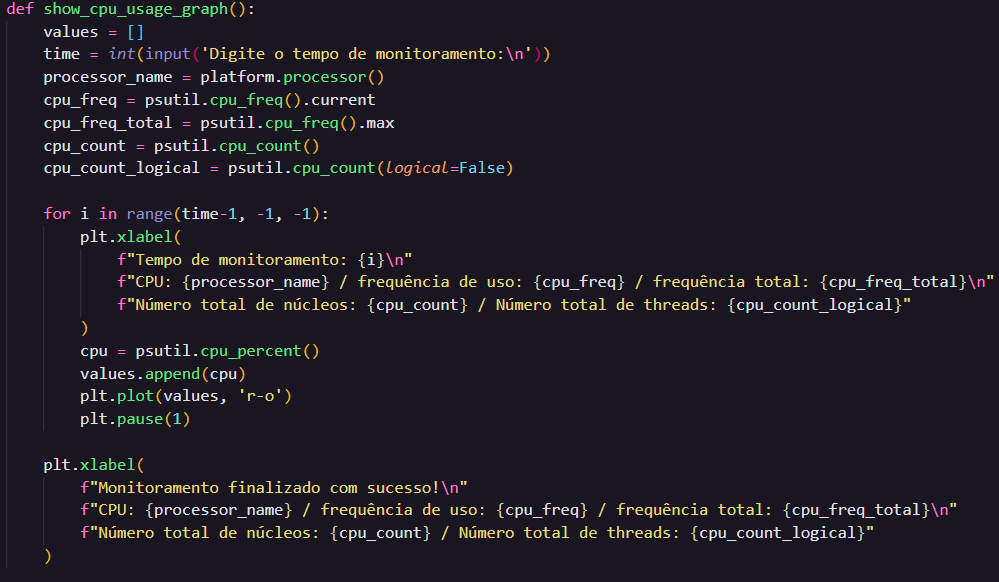 def show_cpu_usage_graph():
    values = []
    time = int(input('Digite o tempo de monitoramento:\n'))
    processor_name = platform.processor()
    cpu_freq = psutil.cpu_freq().current
    cpu_freq_total = psutil.cpu_freq().max
    cpu_count = psutil.cpu_count()
    cpu_count_logical = psutil.cpu_count(logical=False)

    for i in range(time-1, -1, -1):
        plt.xlabel(
            f"Tempo de monitoramento: {i}\n"
            f"CPU: {processor_name} / frequência de uso: {cpu_freq} / frequência total: {cpu_freq_total}\n"
            f"Número total de núcleos: {cpu_count} / Número total de threads: {cpu_count_logical}"
        )
        cpu = psutil.cpu_percent()
        values.append(cpu)
        plt.plot(values, 'r-o')
        plt.pause(1)

    plt.xlabel(
        f"Monitoramento finalizado com sucesso!\n"
        f"CPU: {processor_name} / frequência de uso: {cpu_freq} / frequência total: {cpu_freq_total}\n"
        f"Número total de núcleos: {cpu_count} / Número total de threads: {cpu_count_logical}"
    )